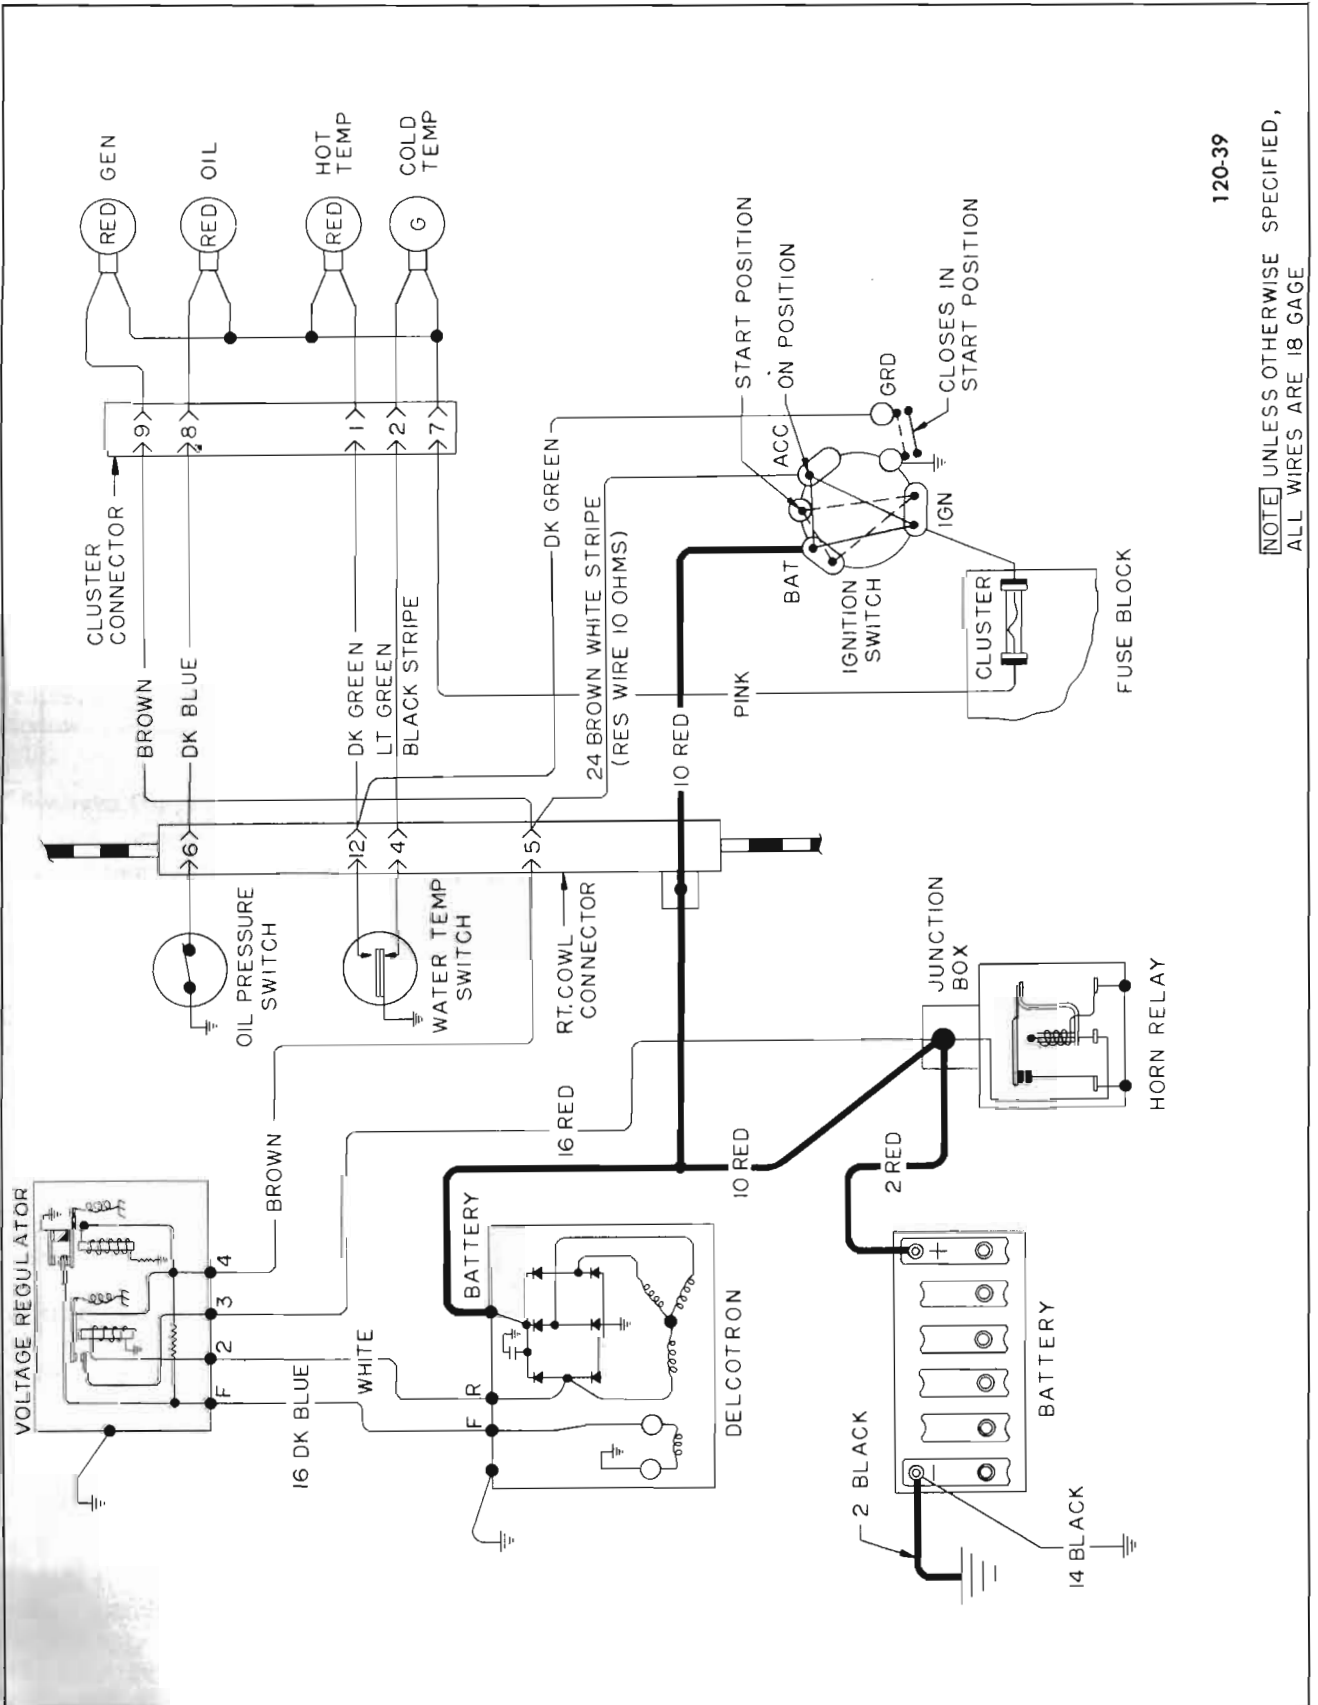 VOLTAGE REGULATOR
F
2
3
4
16 DK BLUE
WHITE
BROWN
16 RED
BATTERY
F
R
DELCOTRON
10 RED
2 RED
2 BLACK
14 BLACK
BATTERY
+
-
HORN RELAY
JUNCTION
BOX
OIL PRESSURE
SWITCH
WATER TEMP
SWITCH
RT. COWL
CONNECTOR
6
12
4
5
BROWN
DK BLUE
DK GREEN
LT GREEN
BLACK STRIPE
DK GREEN
24 BROWN WHITE STRIPE
(RES WIRE 10 OHMS)
10 RED
PINK
CLUSTER
CONNECTOR
9
8
1
2
7
RED
GEN
RED
OIL
RED
HOT
TEMP
G
COLD
TEMP
START POSITION
ON POSITION
ACC
BAT
IGN
GRD
CLOSES IN
START POSITION
IGNITION
SWITCH
CLUSTER
FUSE BLOCK
120-39
NOTE UNLESS OTHERWISE SPECIFIED,
ALL WIRES ARE 18 GAGE